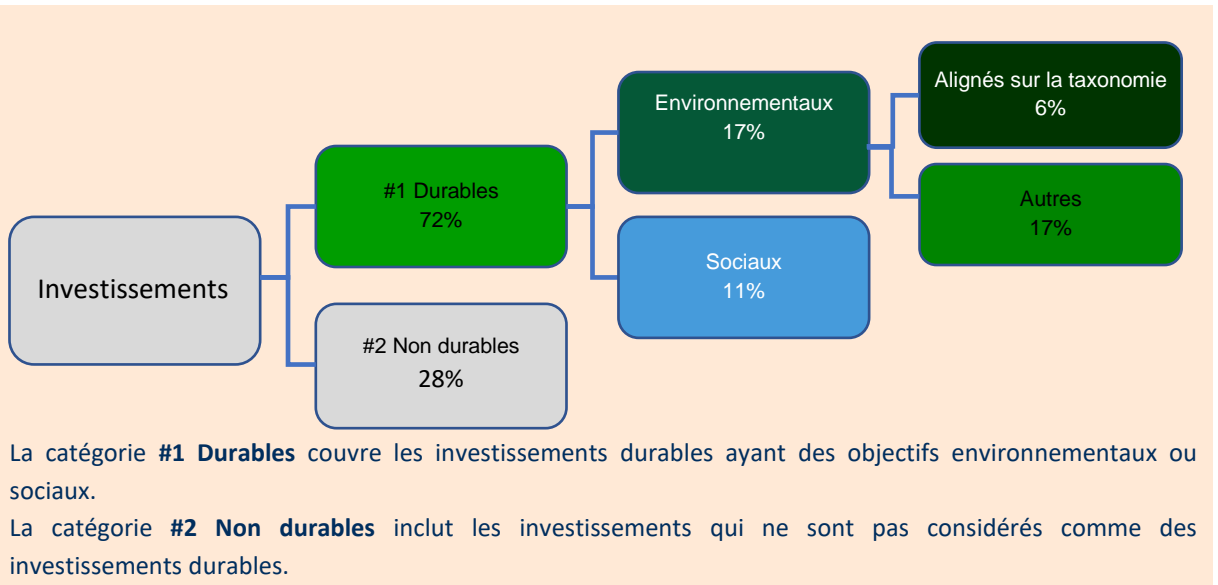 Investissements
#1 Durables
72%
#2 Non durables
28%
Environnementaux
17%
Sociaux
11%
Alignés sur la taxonomie
6%
Autres
17%
La catégorie #1 Durables couvre les investissements durables ayant des objectifs environnementaux ou
sociaux.
La catégorie #2 Non durables inclut les investissements qui ne sont pas considérés comme des
investissements durables.